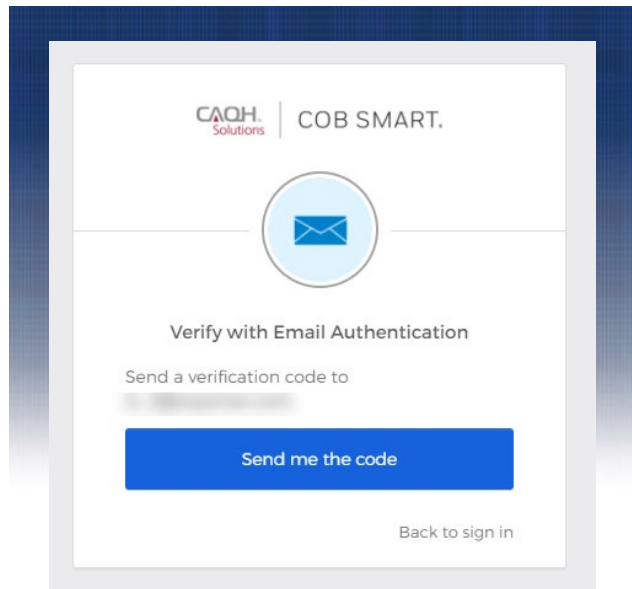 CAQH.
Solutions
COB SMART.
Verify with Email Authentication
Send a verification code to
Send me the code
Back to sign in